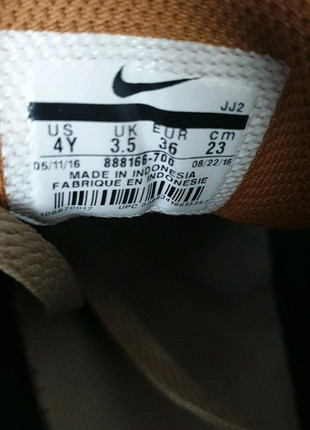 JJ2
US UK EUR cm
4Y 3.5 36 23
05/11/16 888166-700 08/22/16
MADE IN INDONESIA
FABRIQUE EN INDONESIE
UPC